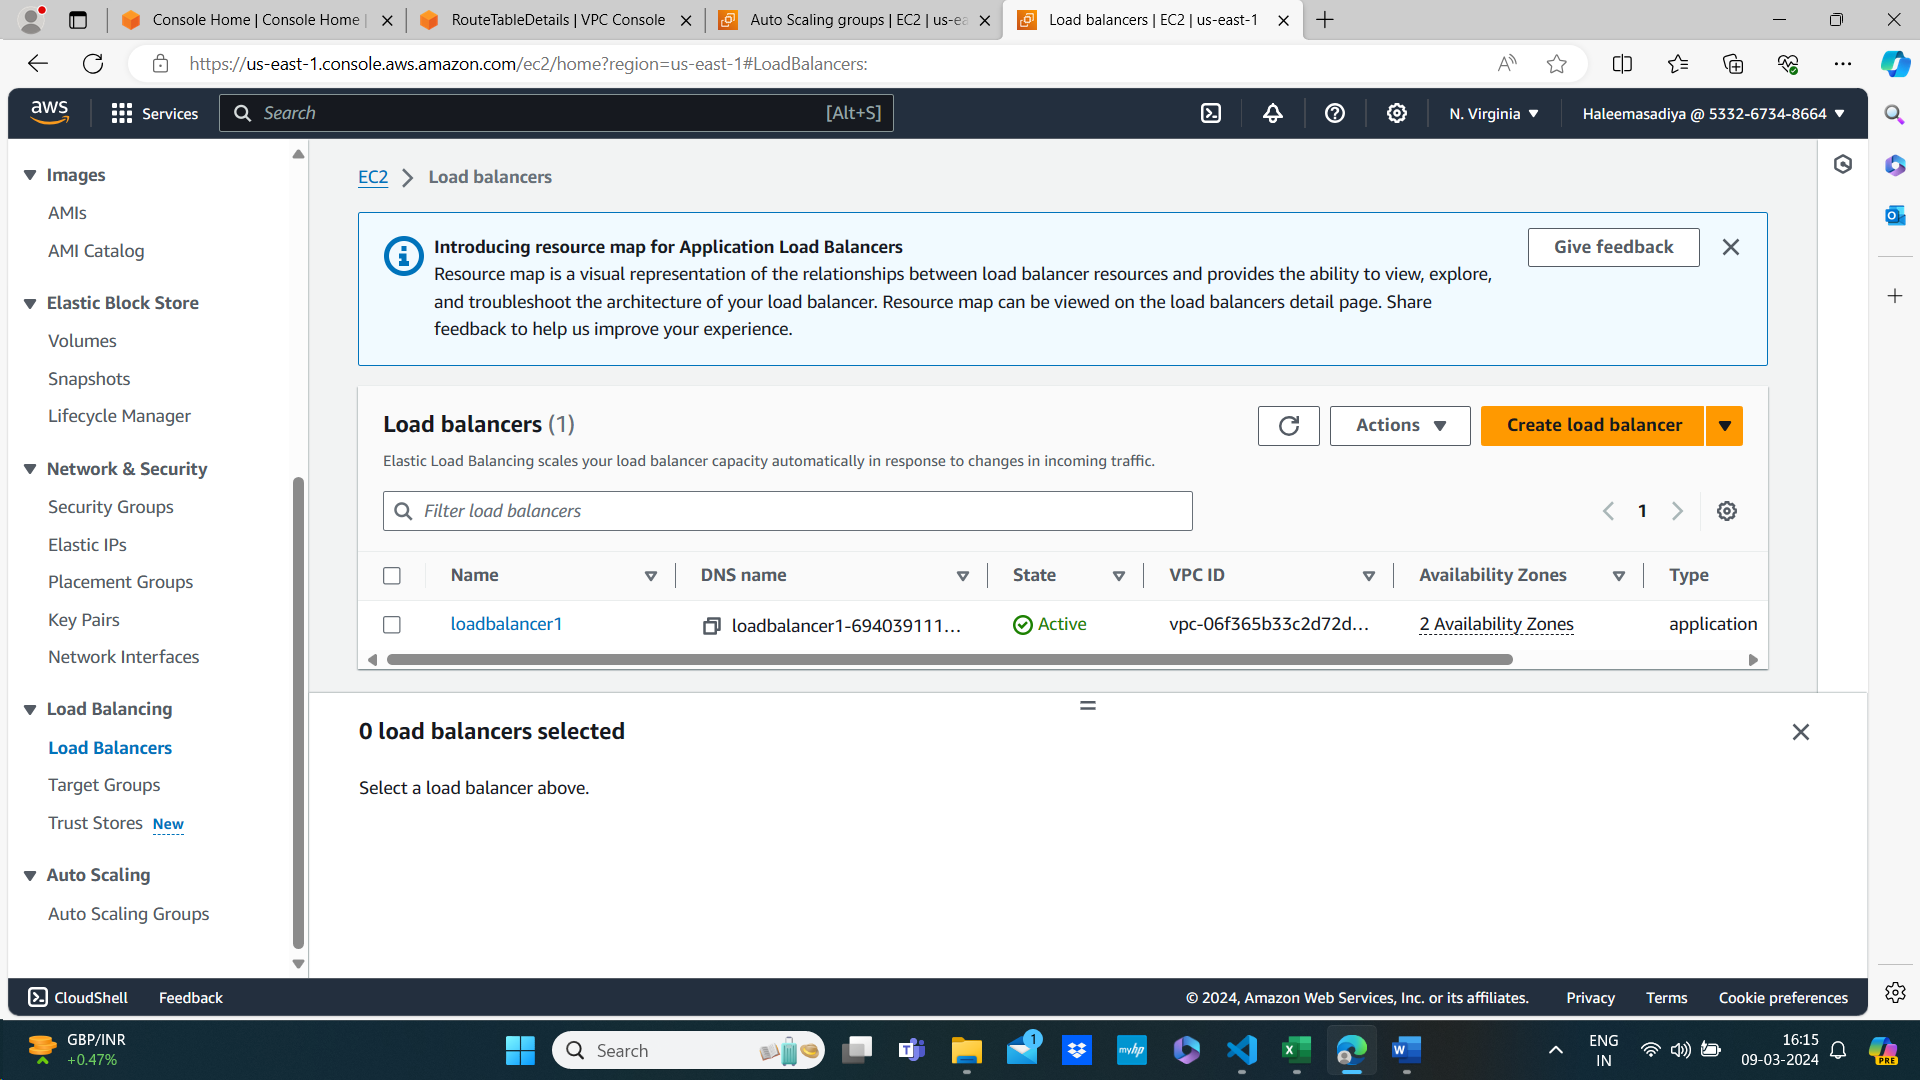 Console Home | Console Home |
RouteTableDetails | VPC Console
Auto Scaling groups | EC2 | us-ea
Load balancers | EC2 | us-east-1
https://us-east-1.console.aws.amazon.com/ec2/home?region=us-east-1#LoadBalancers:
aws
Services
Search
[Alt+S]
N. Virginia
Haleemasadiya @ 5332-6734-8664
Images
AMIs
AMI Catalog
Elastic Block Store
Volumes
Snapshots
Lifecycle Manager
Network & Security
Security Groups
Elastic IPs
Placement Groups
Key Pairs
Network Interfaces
Load Balancing
Load Balancers
Target Groups
Trust Stores New
Auto Scaling
Auto Scaling Groups
EC2
Load balancers
Introducing resource map for Application Load Balancers
Resource map is a visual representation of the relationships between load balancer resources and provides the ability to view, explore,
and troubleshoot the architecture of your load balancer. Resource map can be viewed on the load balancers detail page. Share
feedback to help us improve your experience.
Give feedback
Load balancers (1)
Actions
Create load balancer
Elastic Load Balancing scales your load balancer capacity automatically in response to changes in incoming traffic.
Filter load balancers
1
Name DNS name State VPC ID Availability Zones Type
loadbalancer1 loadbalancer1-694039111... Active vpc-06f365b33c2d72d... 2 Availability Zones application
0 load balancers selected
Select a load balancer above.
CloudShell
Feedback
© 2024, Amazon Web Services, Inc. or its affiliates.
Privacy
Terms
Cookie preferences
GBP/INR
+0.47%
Search
1
myhp
ENG
IN
16:15
09-03-2024
PRE